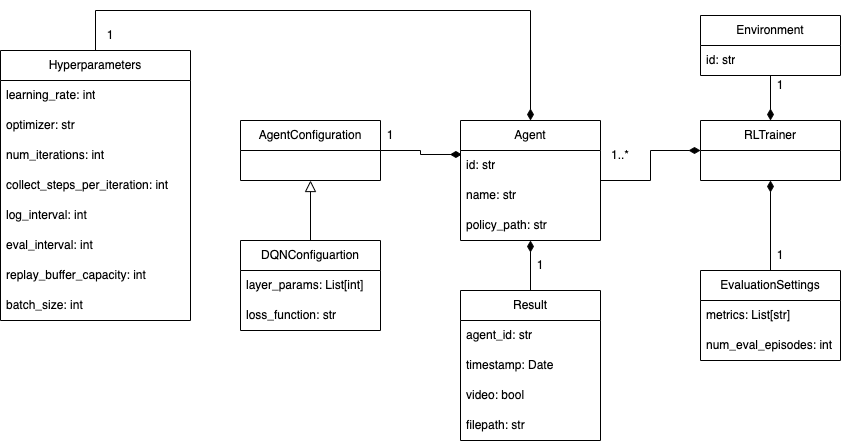 1
Hyperparameters
learning_rate: int
optimizer: str
num_iterations: int
collect_steps_per_iteration: int
log_interval: int
eval_interval: int
replay_buffer_capacity: int
batch_size: int
AgentConfiguration
1
DQNConfiguartion
layer_params: List[int]
loss_function: str
Agent
id: str
name: str
policy_path: str
1
Result
agent_id: str
timestamp: Date
video: bool
filepath: str
1..*
Environment
id: str
1
RLTrainer
1
EvaluationSettings
metrics: List[str]
num_eval_episodes: int